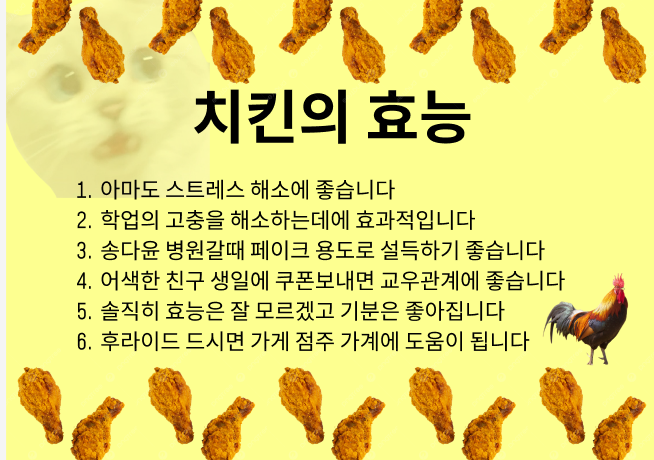 치킨의 효능
1. 아마도 스트레스 해소에 좋습니다
2. 학업의 고충을 해소하는데에 효과적입니다
3. 송다윤 병원갈때 페이크 용도로 설득하기 좋습니다
4. 어색한 친구 생일에 쿠폰보내면 교우관계에 좋습니다
5. 솔직히 효능은 잘 모르겠고 기분은 좋아집니다
6. 후라이드 드시면 가게 점주 가계에 도움이 됩니다